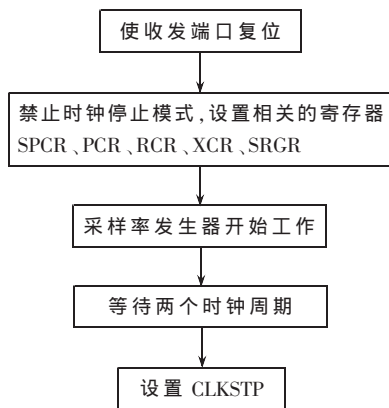 使收发端口复位
禁止时钟停止模式,设置相关的寄存器
SPCR、PCR、RCR、XCR、SRGR
采样率发生器开始工作
等待两个时钟周期
设置 CLKSTP